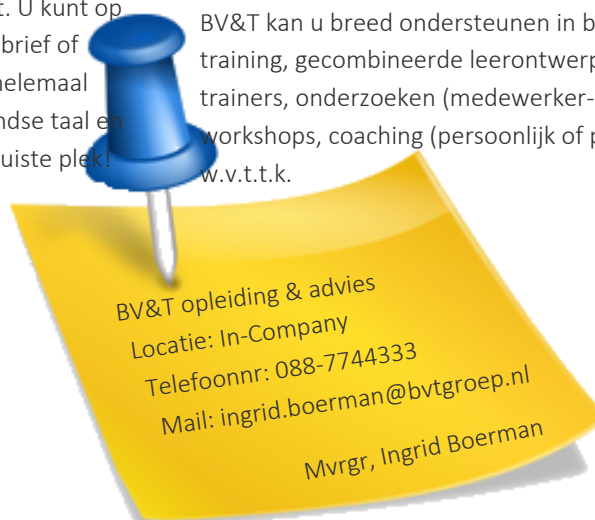 t. U kunt op
brief of
elemaal
ndse taal en
uiste plek!
BV&T kan u breed ondersteunen in b
training, gecombineerde leerontwerp
trainers, onderzoeken (medewerker-
workshops, coaching (persoonlijk of p
w.v.t.t.k.
BV&T opleiding & advies
Locatie: In-Company
Telefoonnr: 088-7744333
Mail: ingrid.boerman@bvtgroep.nl
Mvrgr, Ingrid Boerman